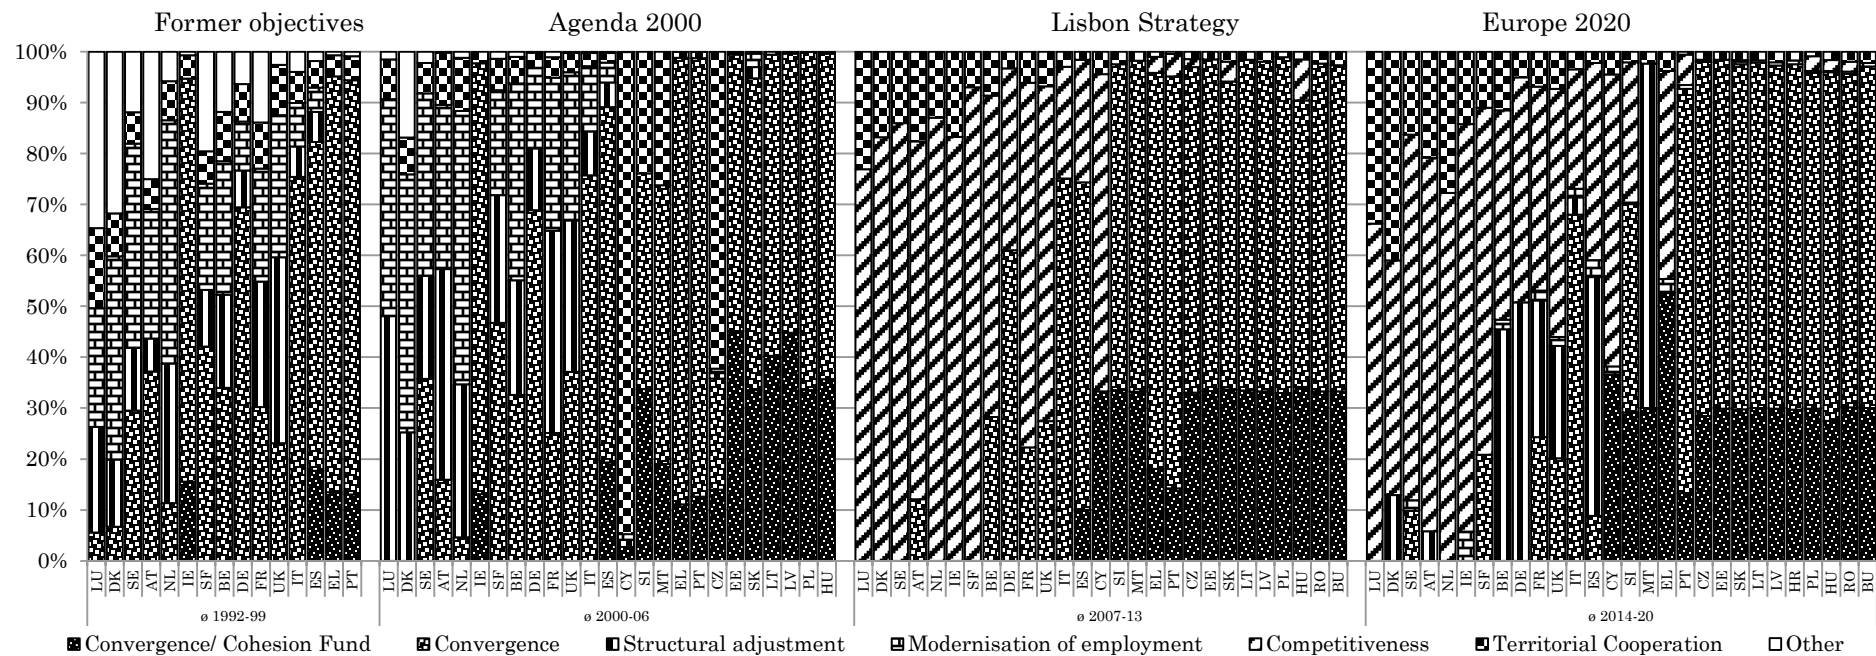 Former objectives Agenda 2000 Lisbon Strategy Europe 2020
100%
90%
80%
70%
60%
50%
40%
30%
20%
10%
0%
LU DK SE AT NL IE SF BE DE FR UK IT ES EL PT LU DK SE AT NL IE SF BE DE FR UK IT ES CY SI MT EL PT CZ EE SK LT LV PL HU LU DK SE AT NL IE SF BE DE FR UK IT ES CY SI MT EL PT CZ EE SK LT LV PL HU RO BU LU DK SE AT NL IE SF BE DE FR UK IT ES CY SI MT EL PT CZ EE SK LT LV HR PL HU RO BU
ø 1992-99 ø 2000-06 ø 2007-13 ø 2014-20
Convergence/ Cohesion Fund Convergence Structural adjustment Modernisation of employment Competitiveness Territorial Cooperation Other